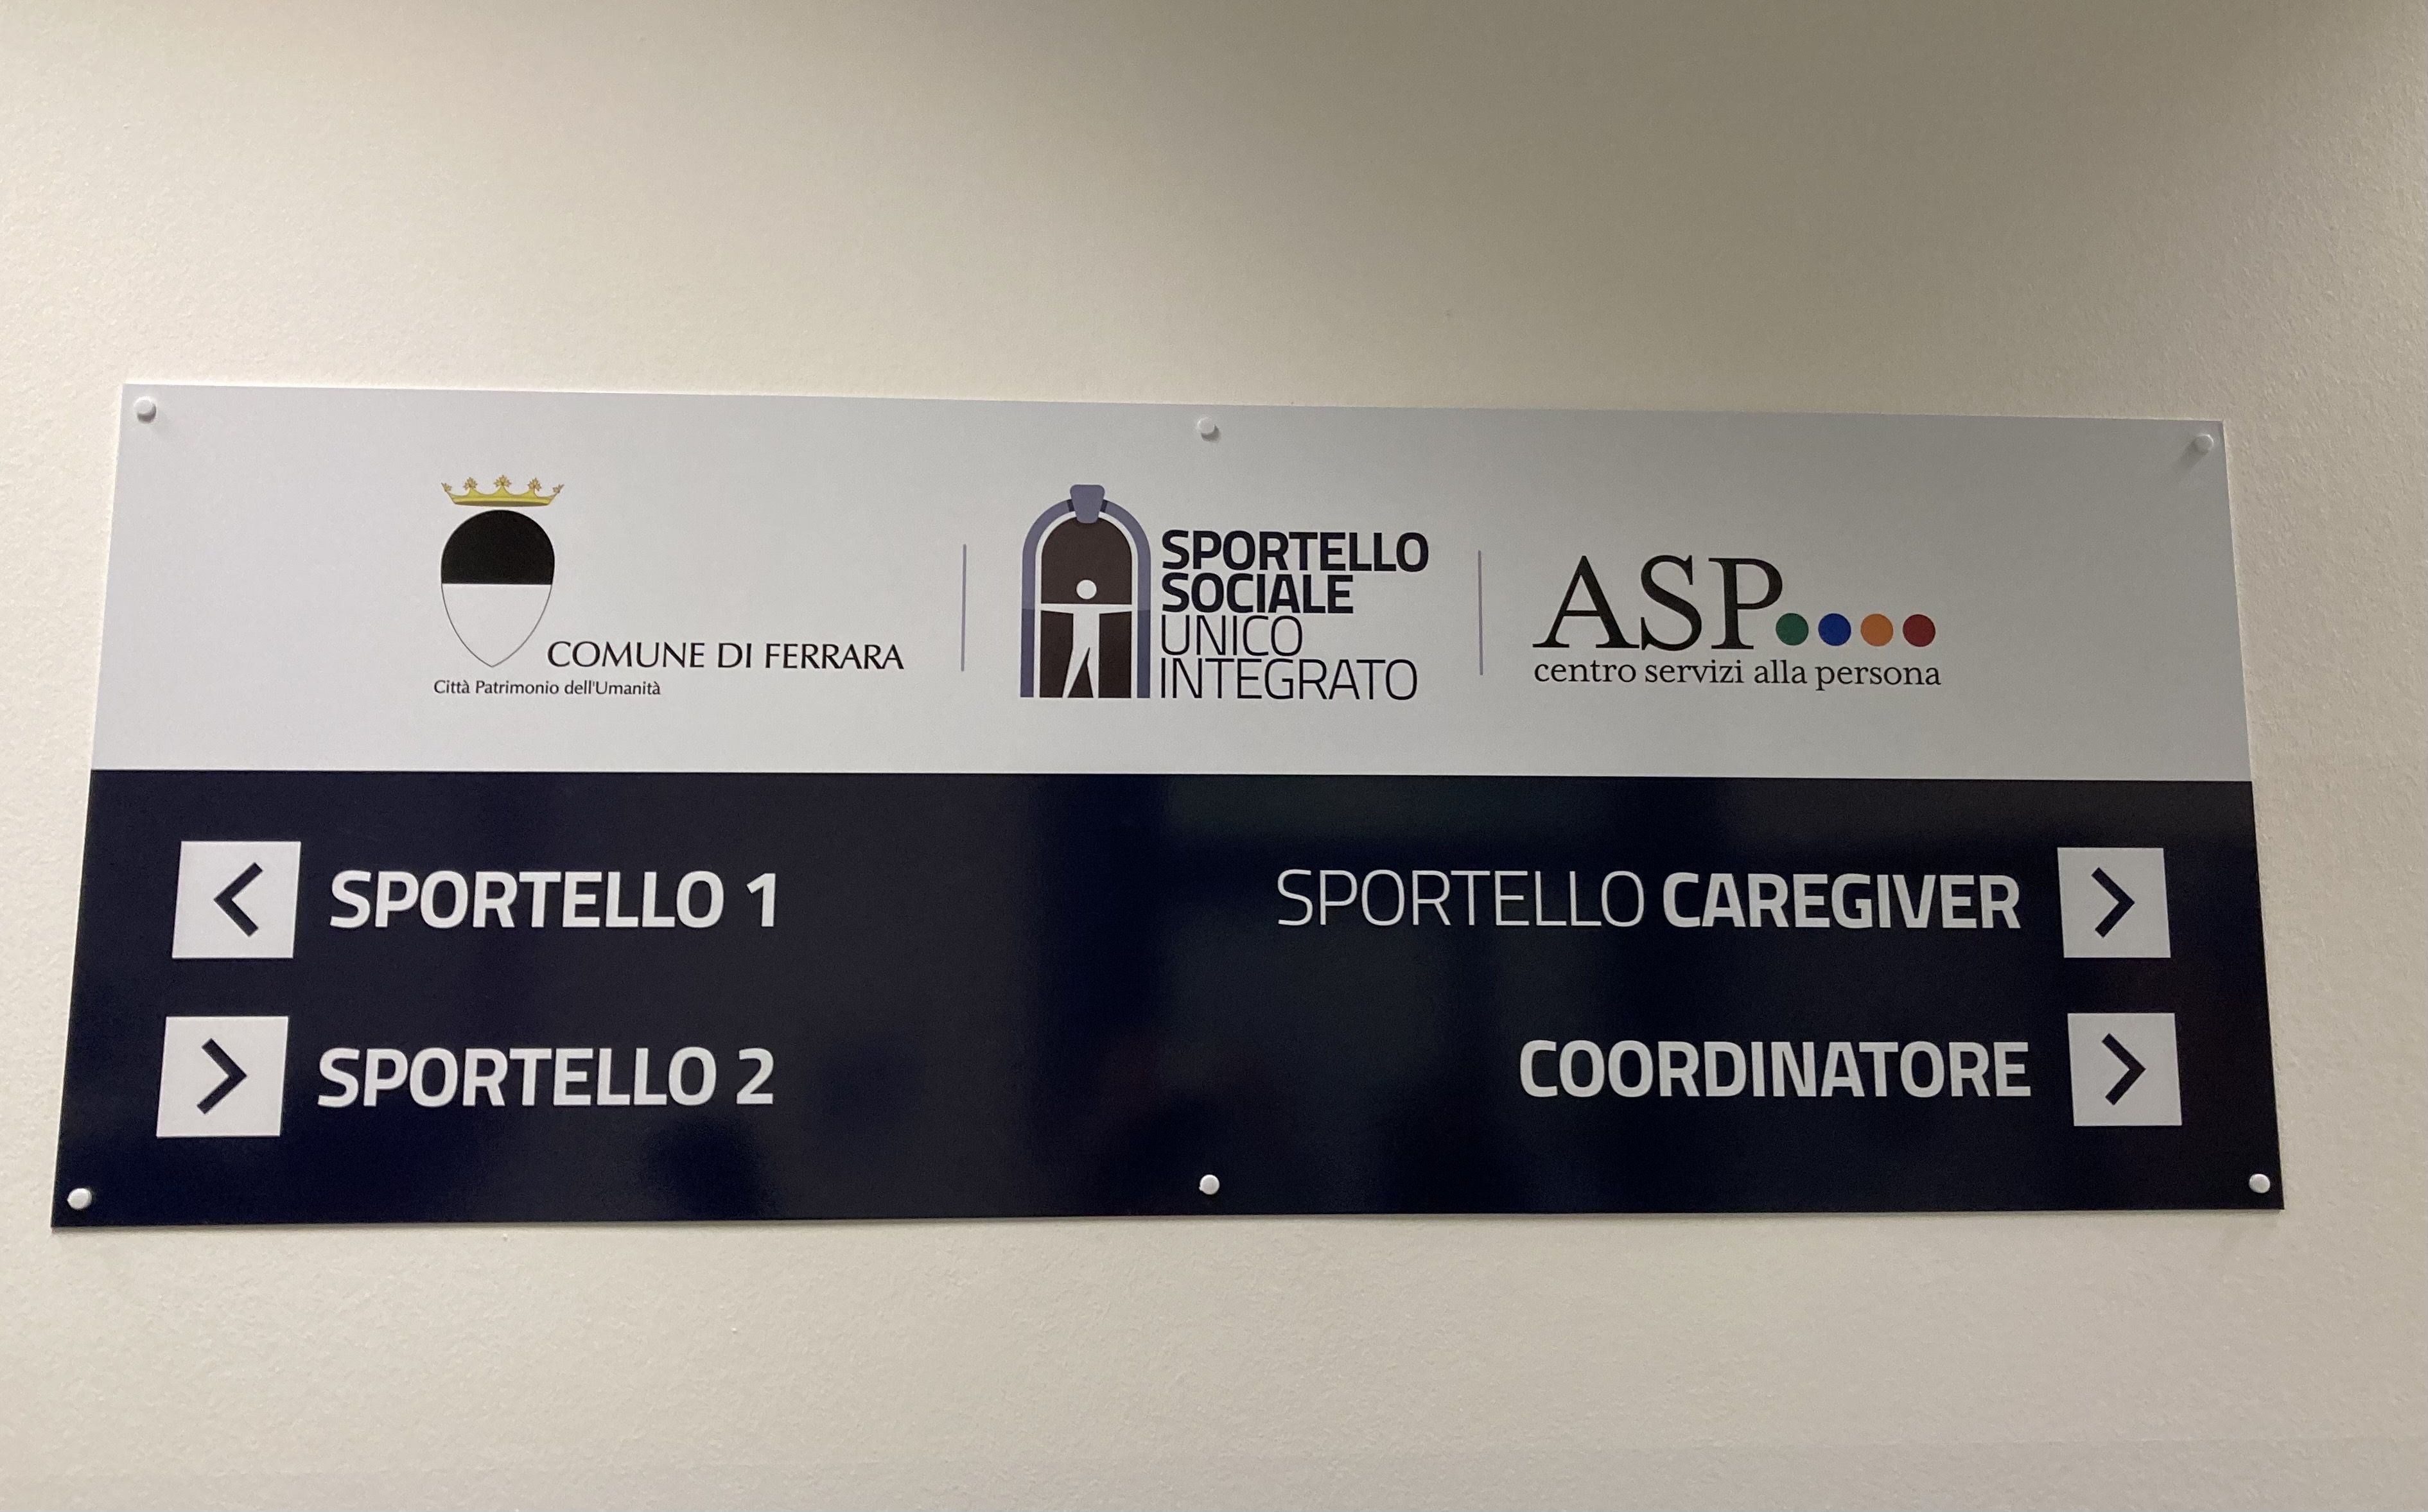 COMUNE DI FERRARA
Città Patrimonio dell'Umanità
SPORTELLO
SOCIALE
UNICO
INTEGRATO
ASP
centro servizi alla persona
SPORTELLO 1
SPORTELLO 2
SPORTELLO CAREGIVER
COORDINATORE